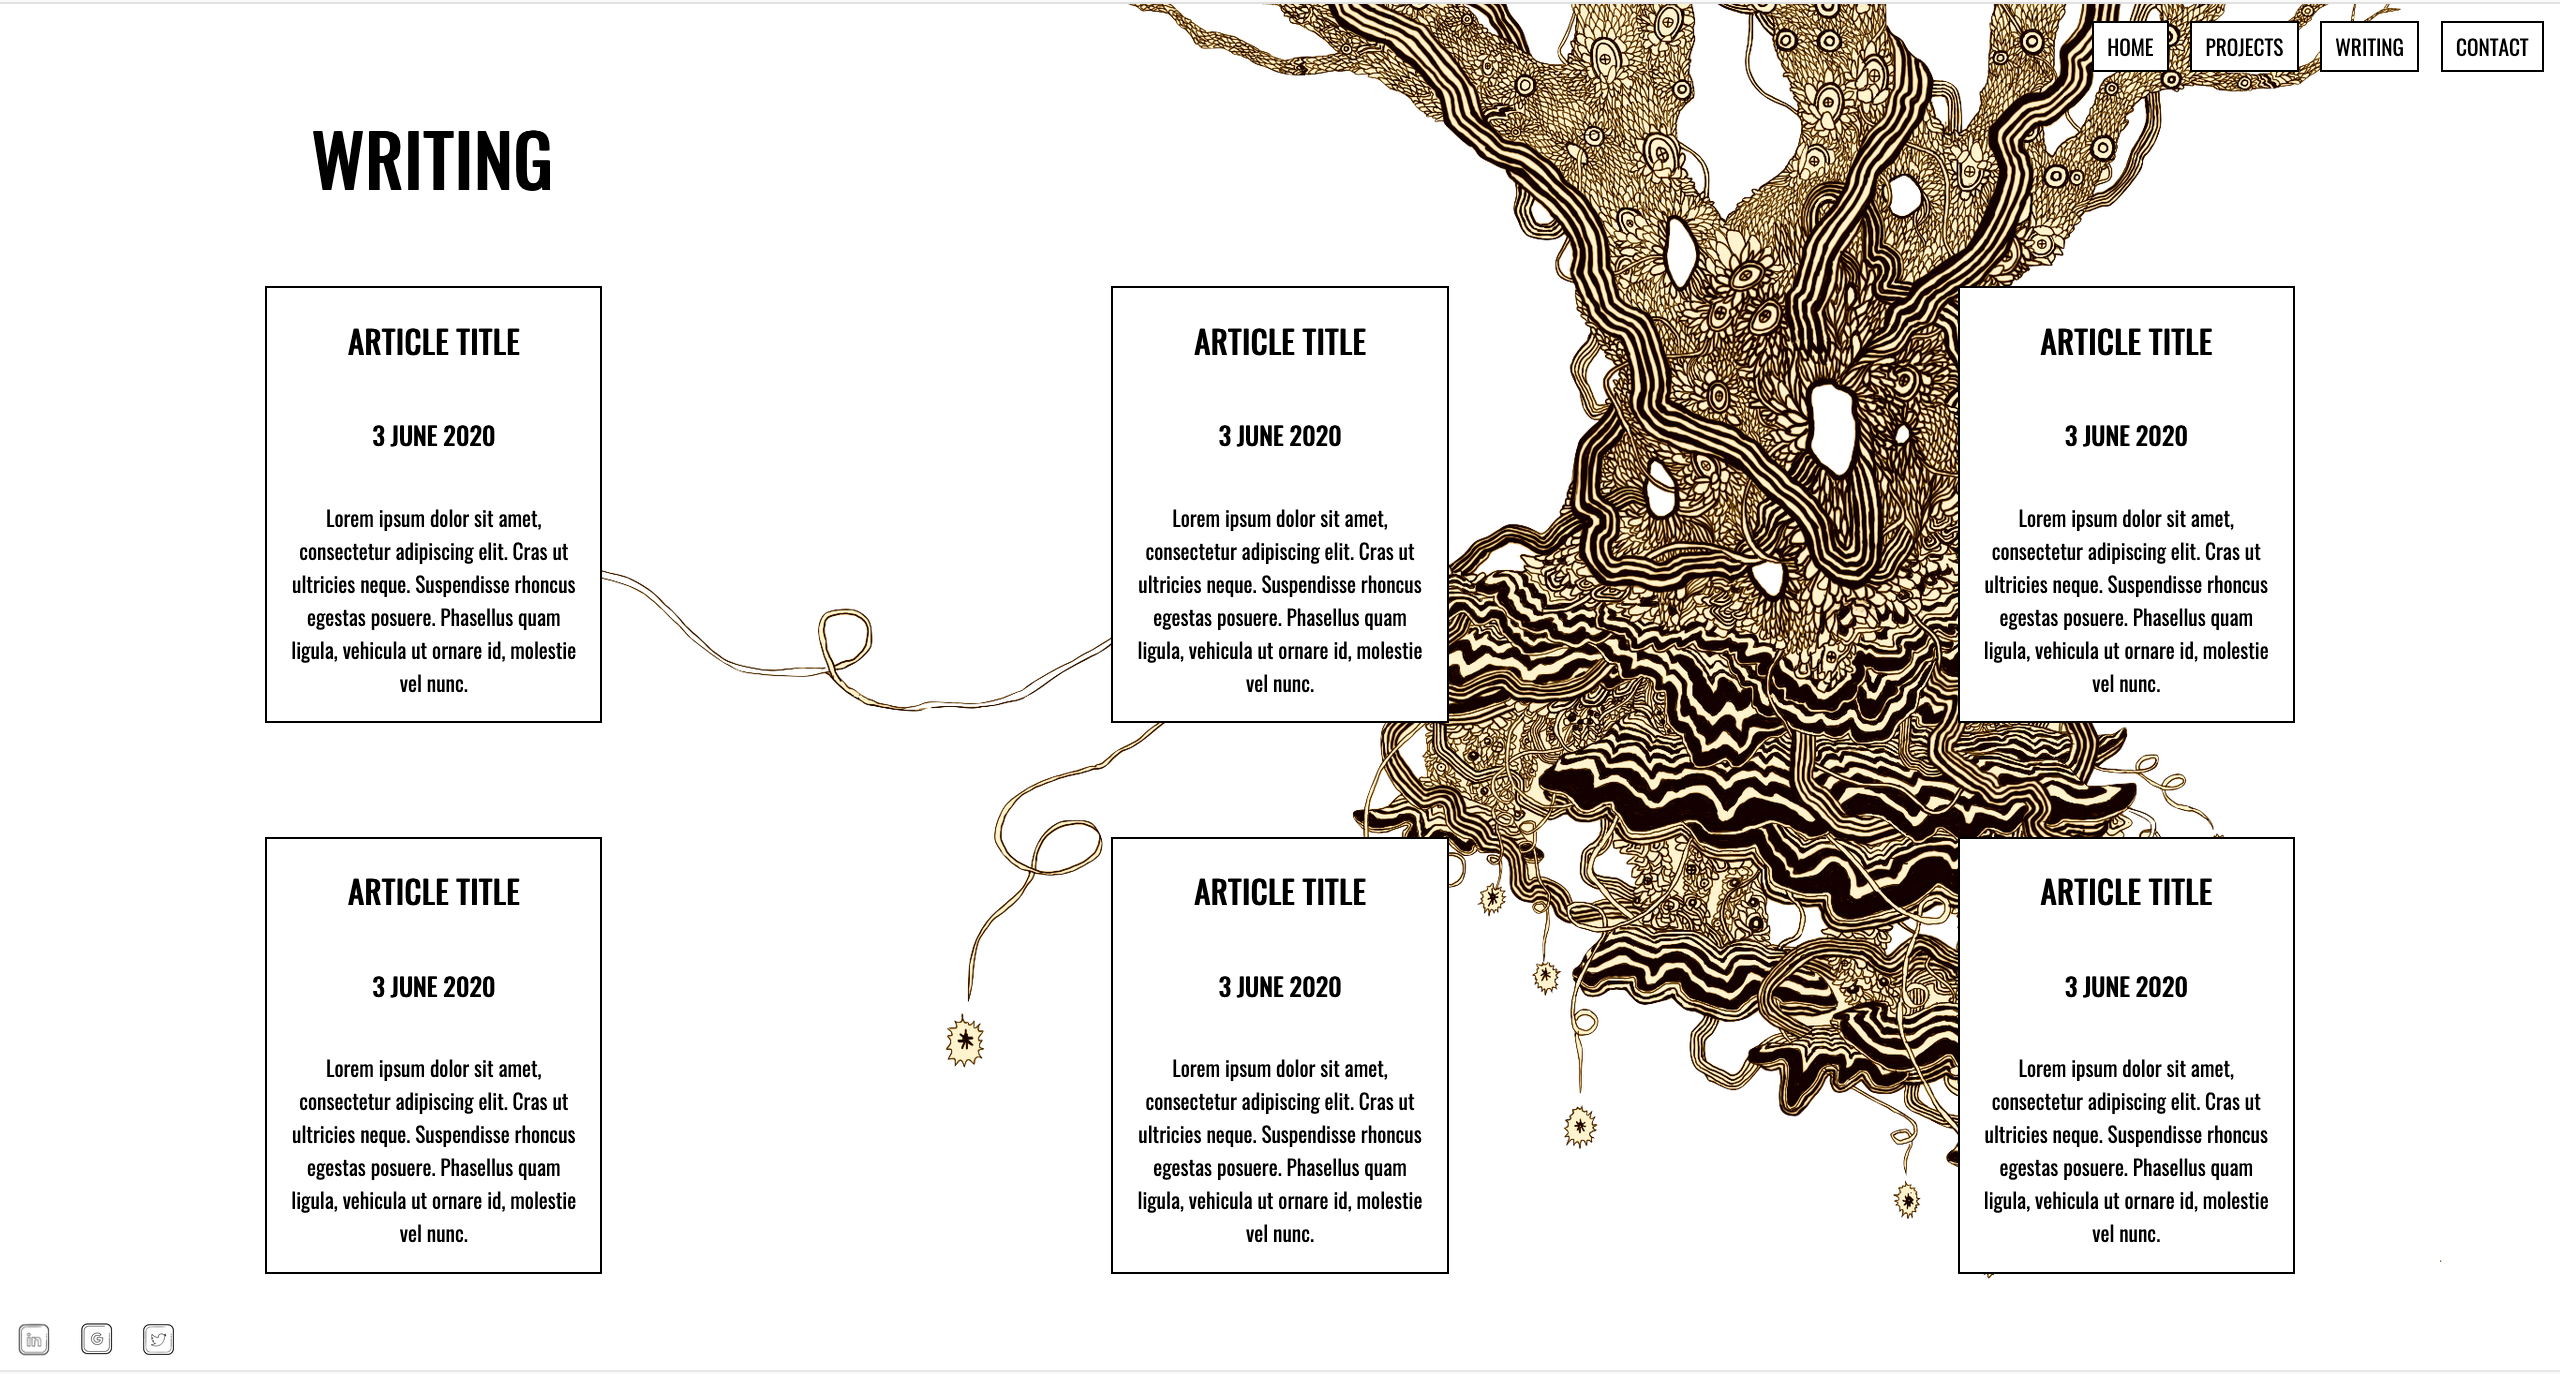 HOME PROJECTS WRITING CONTACT
WRITING
ARTICLE TITLE
3 JUNE 2020
Lorem ipsum dolor sit amet,
consectetur adipiscing elit. Cras ut
ultricies neque. Suspendisse rhoncus
egestas posuere. Phasellus quam
ligula, vehicula ut ornare id, molestie
vel nunc.
ARTICLE TITLE
3 JUNE 2020
Lorem ipsum dolor sit amet,
consectetur adipiscing elit. Cras ut
ultricies neque. Suspendisse rhoncus
egestas posuere. Phasellus quam
ligula, vehicula ut ornare id, molestie
vel nunc.
ARTICLE TITLE
3 JUNE 2020
Lorem ipsum dolor sit amet,
consectetur adipiscing elit. Cras ut
ultricies neque. Suspendisse rhoncus
egestas posuere. Phasellus quam
ligula, vehicula ut ornare id, molestie
vel nunc.
ARTICLE TITLE
3 JUNE 2020
Lorem ipsum dolor sit amet,
consectetur adipiscing elit. Cras ut
ultricies neque. Suspendisse rhoncus
egestas posuere. Phasellus quam
ligula, vehicula ut ornare id, molestie
vel nunc.
ARTICLE TITLE
3 JUNE 2020
Lorem ipsum dolor sit amet,
consectetur adipiscing elit. Cras ut
ultricies neque. Suspendisse rhoncus
egestas posuere. Phasellus quam
ligula, vehicula ut ornare id, molestie
vel nunc.
ARTICLE TITLE
3 JUNE 2020
Lorem ipsum dolor sit amet,
consectetur adipiscing elit. Cras ut
ultricies neque. Suspendisse rhoncus
egestas posuere. Phasellus quam
ligula, vehicula ut ornare id, molestie
vel nunc.
in G